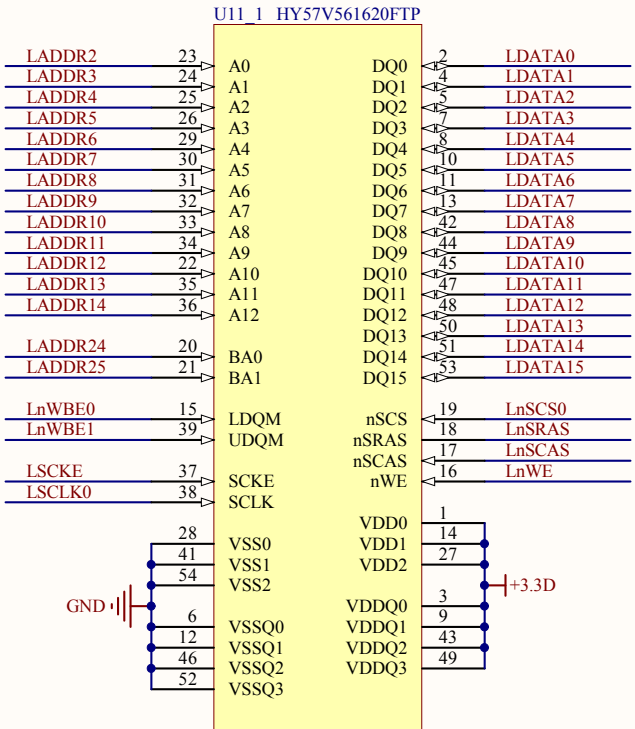 U11_1 HY57V561620FTP
LADDR2 23 A0 DQ0 2 LDATA0
LADDR3 24 A1 DQ1 4 LDATA1
LADDR4 25 A2 DQ2 5 LDATA2
LADDR5 26 A3 DQ3 7 LDATA3
LADDR6 29 A4 DQ4 8 LDATA4
LADDR7 30 A5 DQ5 10 LDATA5
LADDR8 31 A6 DQ6 11 LDATA6
LADDR9 32 A7 DQ7 13 LDATA7
LADDR10 33 A8 DQ8 42 LDATA8
LADDR11 34 A9 DQ9 44 LDATA9
LADDR12 22 A10 DQ10 45 LDATA10
LADDR13 35 A11 DQ11 47 LDATA11
LADDR14 36 A12 DQ12 48 LDATA12
DQ13 50 LDATA13
LADDR24 20 BA0 DQ14 51 LDATA14
LADDR25 21 BA1 DQ15 53 LDATA15
LnWBE0 15 LDQM nSCS 19 LnSCS0
LnWBE1 39 UDQM nSRAS 18 LnSRAS
nSCAS 17 LnSCAS
LSCKE 37 SCKE nWE 16 LnWE
LSCLK0 38 SCLK
VDD0 1
28 VSS0 VDD1 14
41 VSS1 VDD2 27
54 VSS2
+3.3D
GND VDDQ0 3
6 VSSQ0 VDDQ1 9
12 VSSQ1 VDDQ2 43
46 VSSQ2 VDDQ3 49
52 VSSQ3